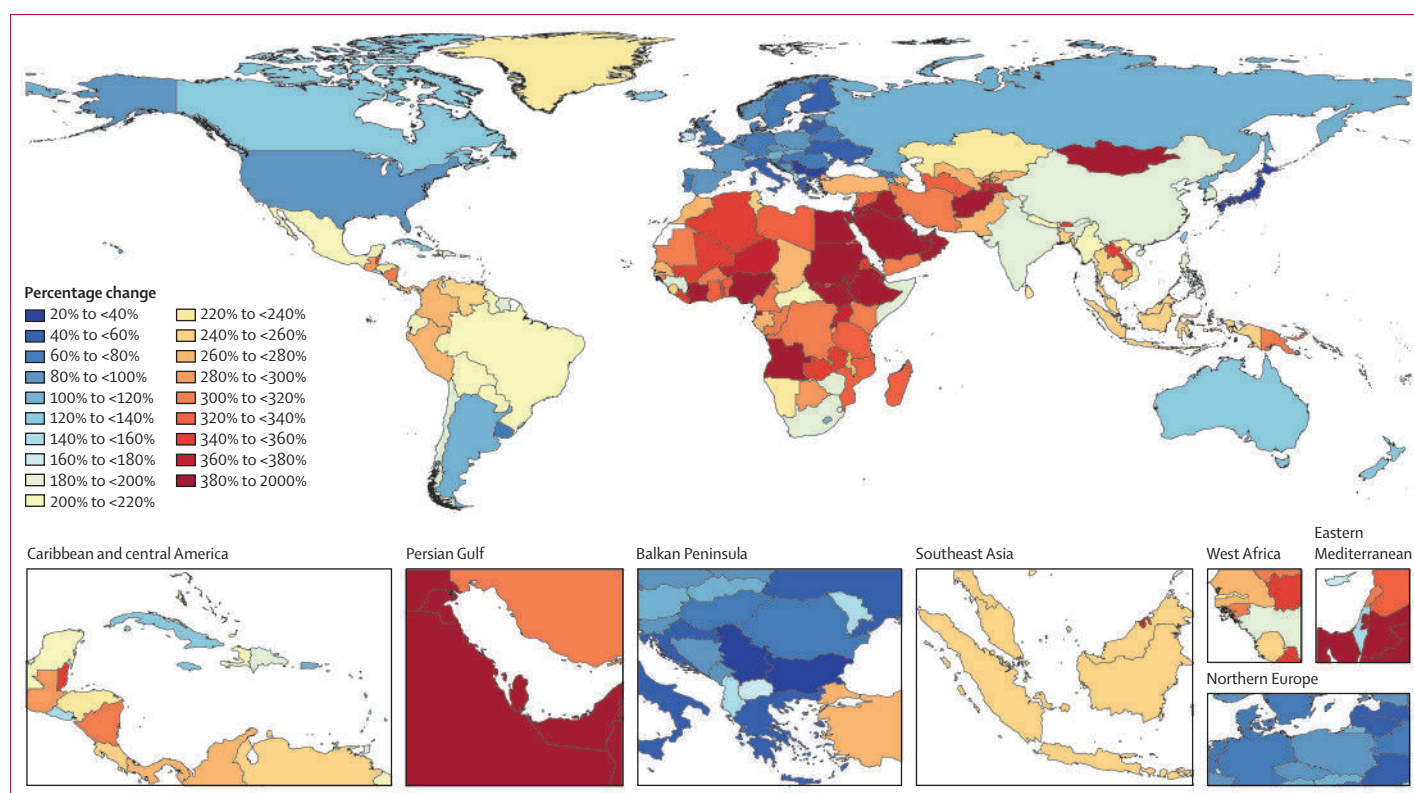 Percentage change
20% to <40%
40% to <60%
60% to <80%
80% to <100%
100% to <120%
120% to <140%
140% to <160%
160% to <180%
180% to <200%
200% to <220%
220% to <240%
240% to <260%
260% to <280%
280% to <300%
300% to <320%
320% to <340%
340% to <360%
360% to <380%
380% to 2000%
Caribbean and central America
Persian Gulf
Balkan Peninsula
Southeast Asia
West Africa
Eastern
Mediterranean
Northern Europe